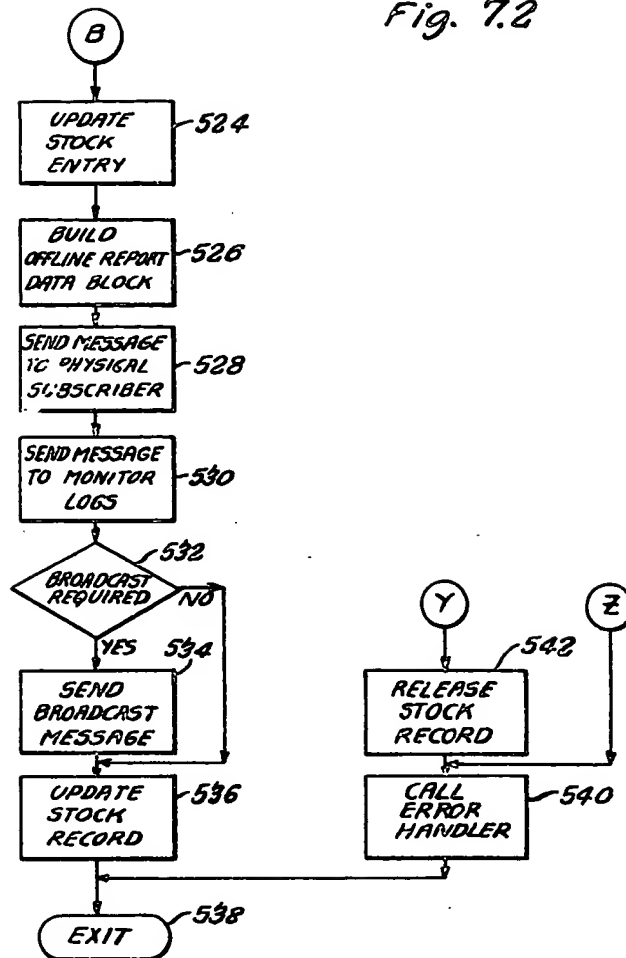 Fig. 7.2
B
UPDATE
STOCK
ENTRY
524
BUILD
OFFLINE REPORT
DATA BLOCK
526
SEND MESSAGE
TO PHYSICAL
SUBSCRIBER
528
SEND MESSAGE
TO MONITOR
LOGS
530
BROADCAST
REQUIRED
532
NO
YES
SEND
BROADCAST
MESSAGE
534
UPDATE
STOCK
RECORD
536
EXIT
538
Y
Z
RELEASE
STOCK
RECORD
542
CALL
ERROR
HANDLER
540